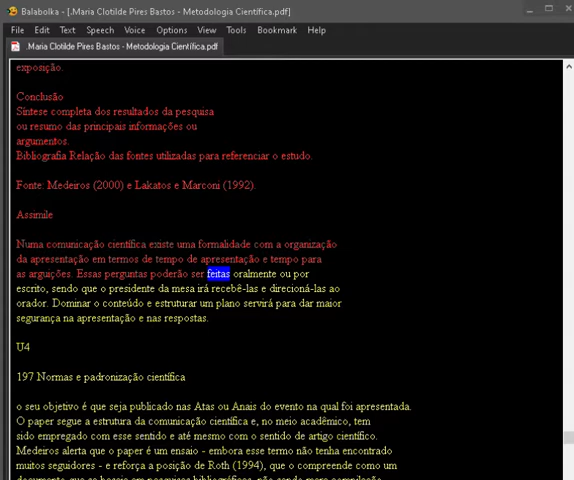 Balabolka - [.Maria Clotilde Pires Bastos - Metodologia Científica.pdf]
File Edit Text Speech Voice Options View Tools Bookmark Help
.Maria Clotilde Pires Bastos - Metodologia Científica.pdf
exposição.
Conclusão
Síntese completa dos resultados da pesquisa
ou resumo das principais informações ou
argumentos.
Bibliografia Relação das fontes utilizadas para referenciar o estudo.
Fonte: Medeiros (2000) e Lakatos e Marconi (1992).
Assimile
Numa comunicação científica existe uma formalidade com a organização
da apresentação em termos de tempo de apresentação e tempo para
as arguições. Essas perguntas poderão ser feitas oralmente ou por
escrito, sendo que o presidente da mesa irá recebê-las e direcioná-las ao
orador. Dominar o conteúdo e estruturar um plano servirá para dar maior
segurança na apresentação e nas respostas.
U4
197 Normas e padronização científica
o seu objetivo é que seja publicado nas Atas ou Anais do evento na qual foi apresentada.
O paper segue a estrutura da comunicação científica e, no meio acadêmico, tem
sido empregado com esse sentido e até mesmo com o sentido de artigo científico.
Medeiros alerta que o paper é um ensaio - embora esse termo não tenha encontrado
muitos seguidores - e reforça a posição de Roth (1994), que o compreende como um